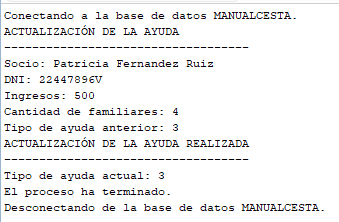 Conectando a la base de datos MANUALCESTA.
ACTUALIZACIÓN DE LA AYUDA
-----------------------------------
Socio: Patricia Fernandez Ruiz
DNI: 22447896V
Ingresos: 500
Cantidad de familiares: 4
Tipo de ayuda anterior: 3
ACTUALIZACIÓN DE LA AYUDA REALIZADA
-----------------------------------
Tipo de ayuda actual: 3
El proceso ha terminado.
Desconectando de la base de datos MANUALCESTA.